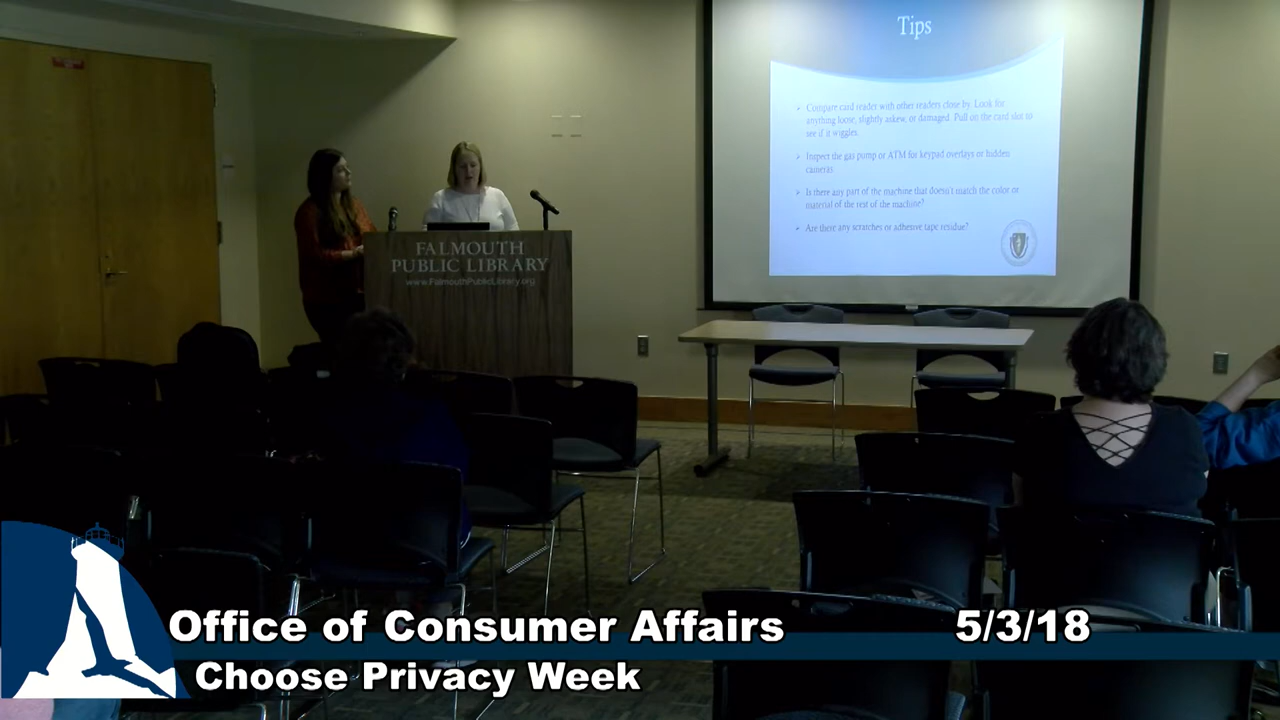 Tips
Compare card reader with other readers close by. Look for
anything loose, slightly askew, or damaged. Pull on the card slot to
see if it wiggles.
Inspect the gas pump or ATM for keypad overlays or hidden
cameras.
Is there any part of the machine that doesn't match the color or
material of the rest of the machine?
Are there any scratches or adhesive tape residue?
FALMOUTH
PUBLIC LIBRARY
www.FalmouthPublicLibrary.org
Office of Consumer Affairs 5/3/18
Choose Privacy Week